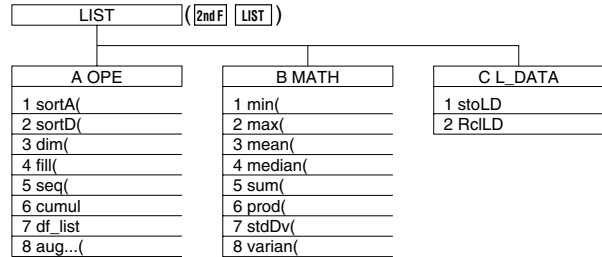 LIST ( 2nd F LIST )
A OPE
1 sortA(
2 sortD(
3 dim(
4 fill(
5 seq(
6 cumul
7 df_list
8 aug...(
B MATH
1 min(
2 max(
3 mean(
4 median(
5 sum(
6 prod(
7 stdDv(
8 varian(
C L_DATA
1 stoLD
2 RclLD